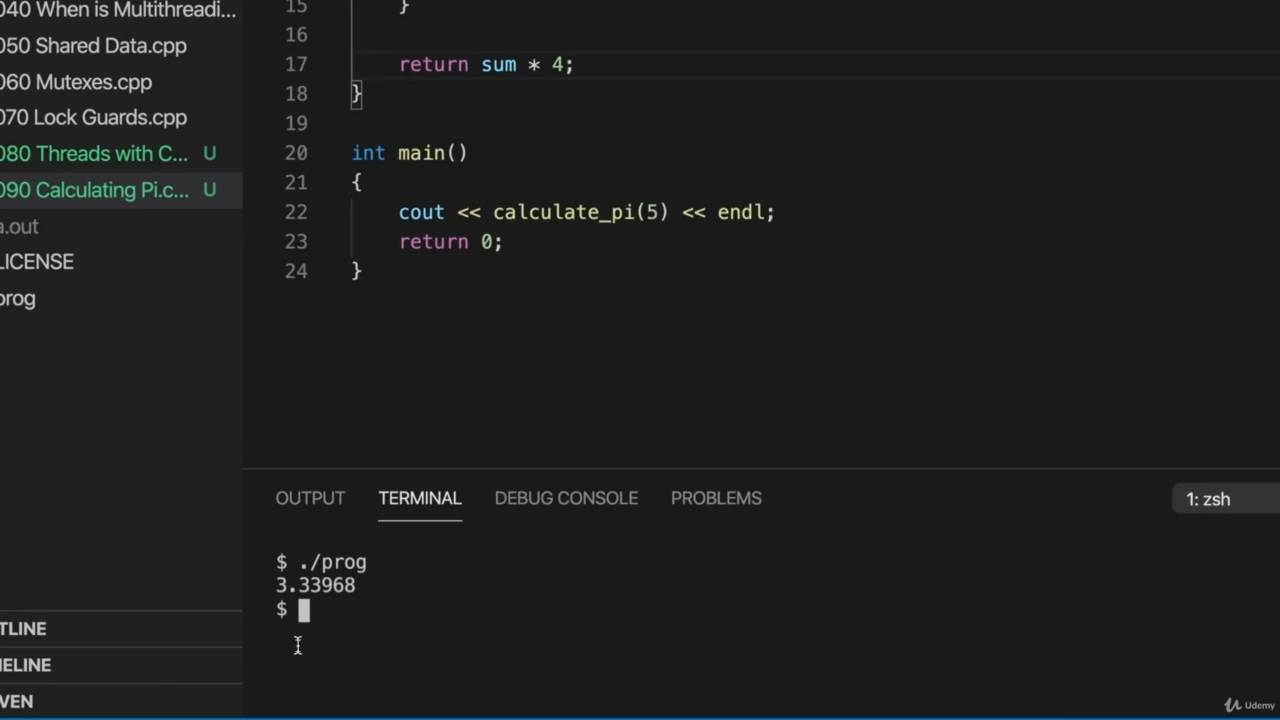 040 When is Multithreadi...
050 Shared Data.cpp
060 Mutexes.cpp
070 Lock Guards.cpp
080 Threads with C... U
090 Calculating Pi.c... U
a.out
LICENSE
prog
TLINE
MELINE
VEN
15 }
16
17 return sum * 4;
18 }
19
20 int main()
21 {
22 cout << calculate_pi(5) << endl;
23 return 0;
24 }
OUTPUT TERMINAL DEBUG CONSOLE PROBLEMS 1: zsh
$ ./prog
3.33968
$
Udemy